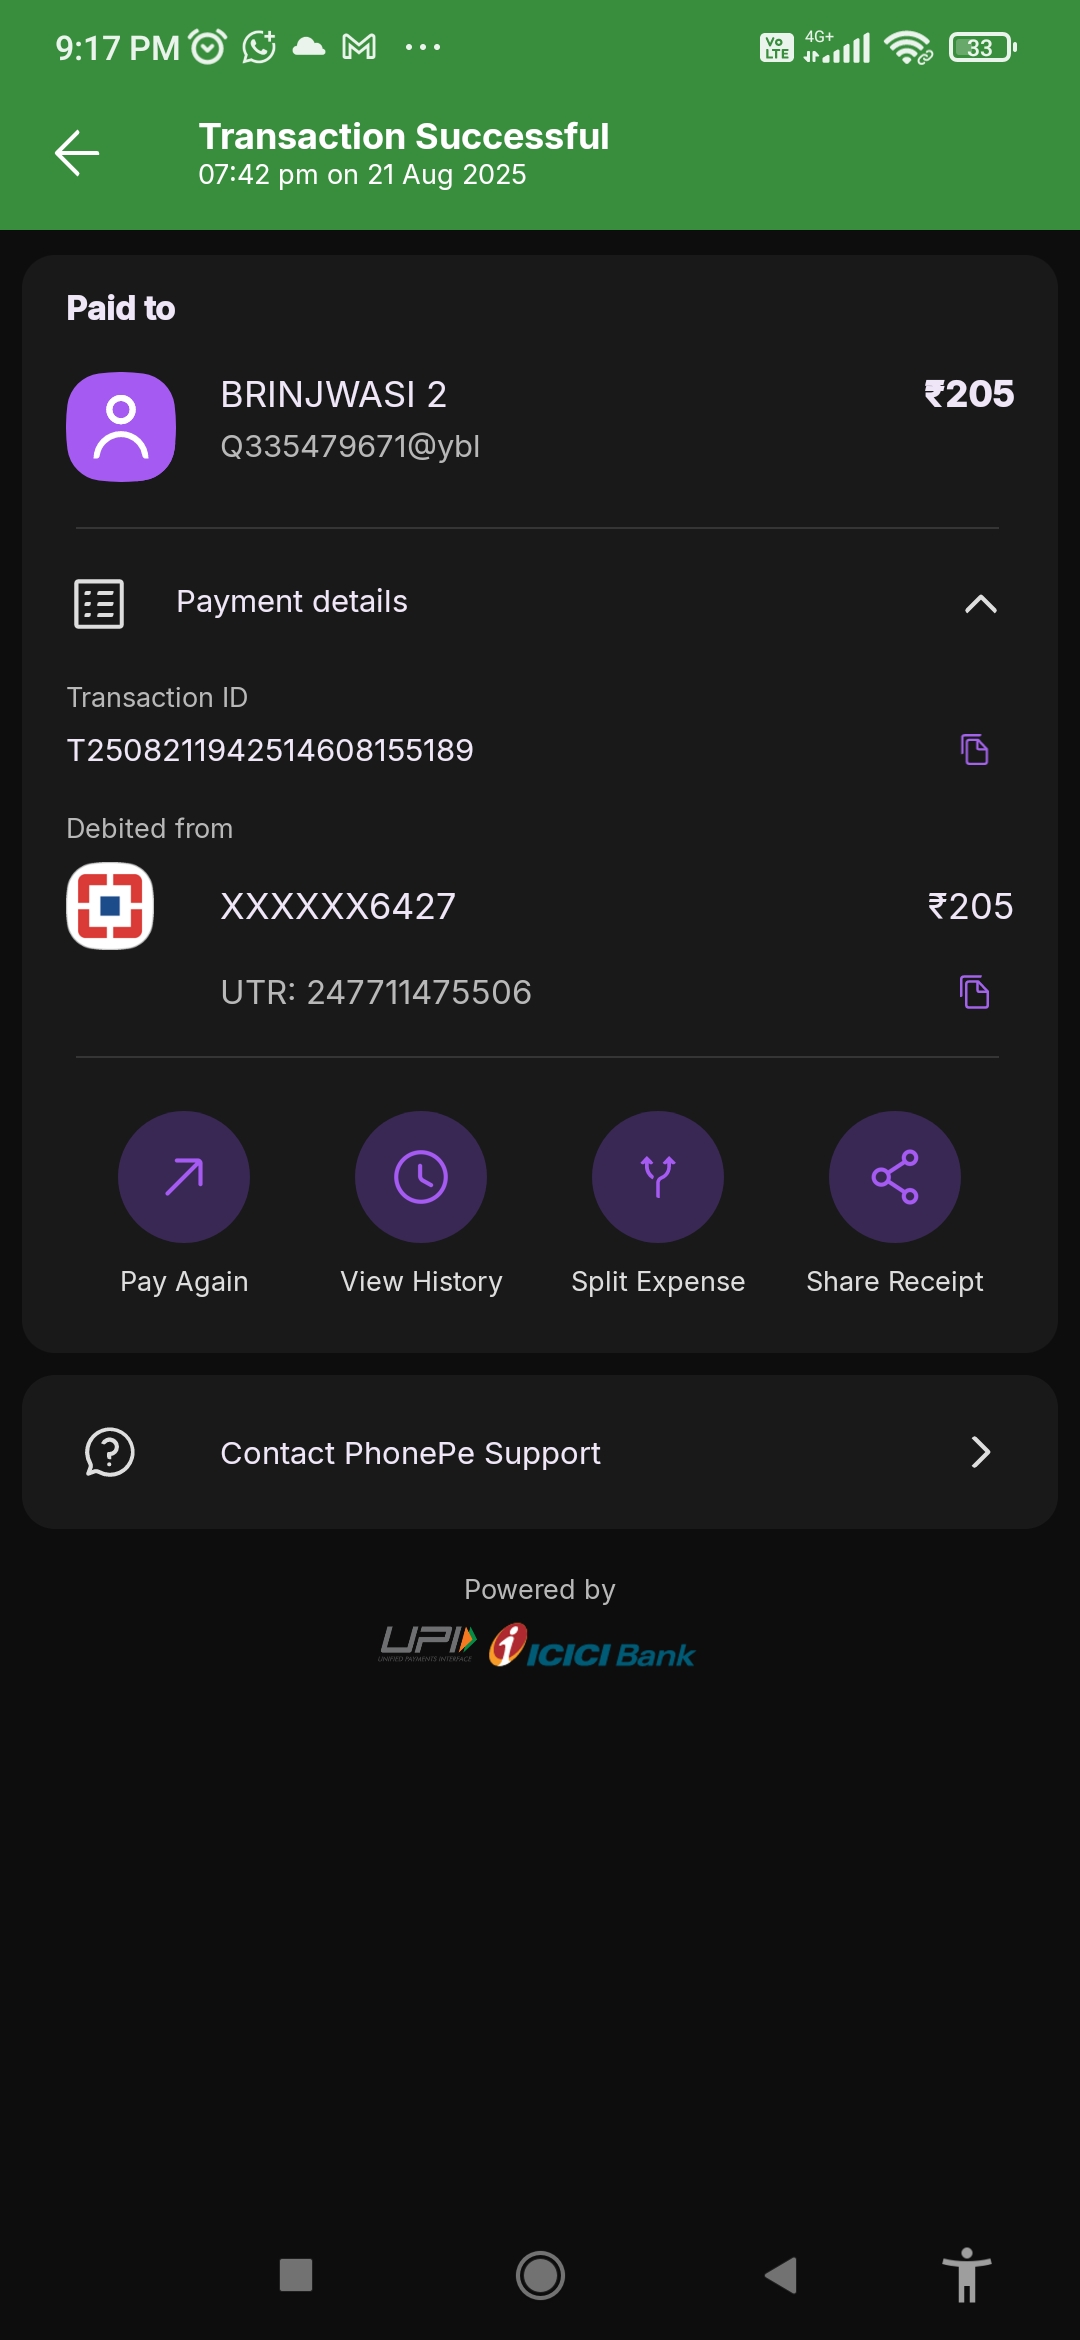 9:17 PM
Vo LTE 4G+ 33
Transaction Successful
07:42 pm on 21 Aug 2025
Paid to
BRINJWASI 2 ₹205
Q335479671@ybl
Payment details
Transaction ID
T2508211942514608155189
Debited from
XXXXXX6427 ₹205
UTR: 247711475506
Pay Again View History Split Expense Share Receipt
Contact PhonePe Support
Powered by
UPI ICICI Bank
UNIFIED PAYMENTS INTERFACE